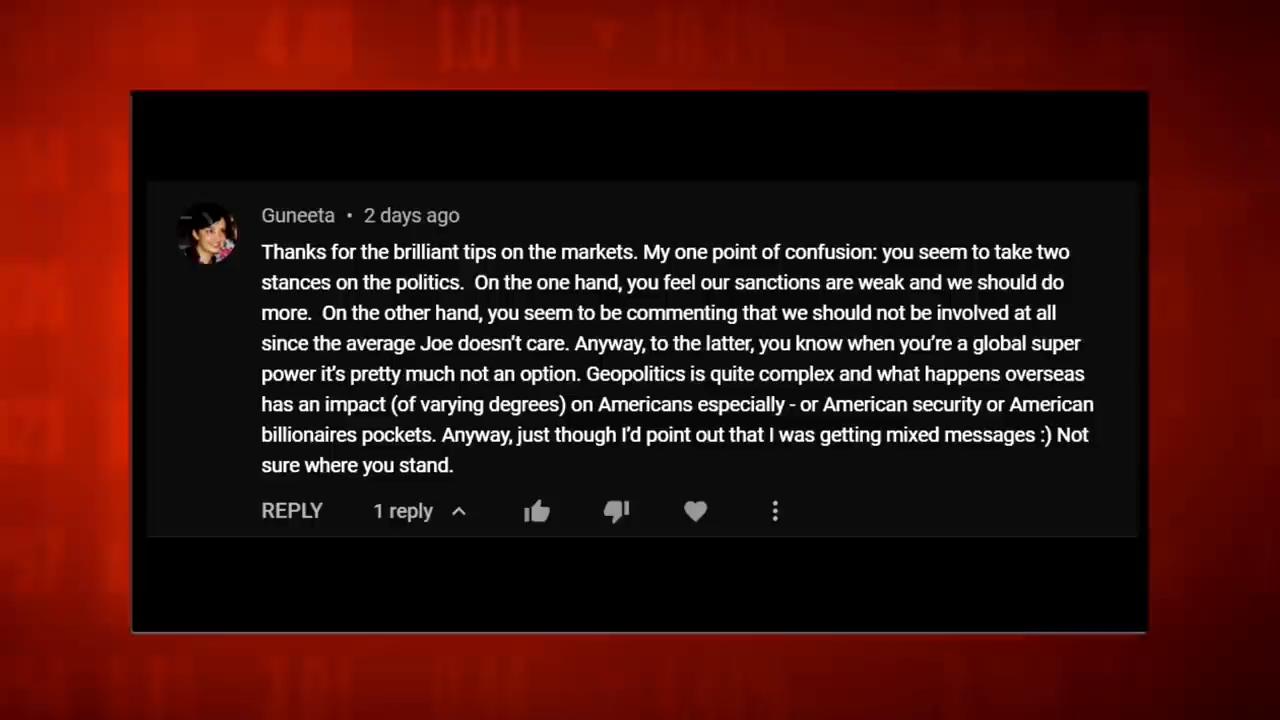 Guneeta • 2 days ago
Thanks for the brilliant tips on the markets. My one point of confusion: you seem to take two
stances on the politics.  On the one hand, you feel our sanctions are weak and we should do
more.  On the other hand, you seem to be commenting that we should not be involved at all
since the average Joe doesn't care. Anyway, to the latter, you know when you're a global super
power it's pretty much not an option. Geopolitics is quite complex and what happens overseas
has an impact (of varying degrees) on Americans especially - or American security or American
billionaires pockets. Anyway, just though I'd point out that I was getting mixed messages :) Not
sure where you stand.
REPLY 1 reply